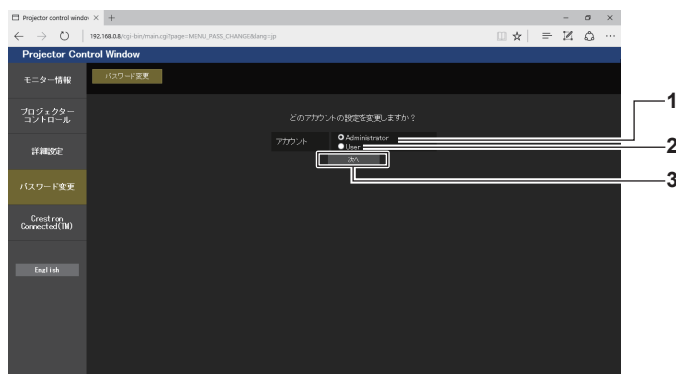 Projector control windo
192.168.0.8/cgi-bin/main.cgi?page=MENU_PASS_CHANGE&lang=jp
Projector Control Window
モニター情報
パスワード変更
プロジェクター
コントロール
どのアカウントの設定を変更しますか？
アカウント
Administrator
User
次へ
詳細設定
パスワード変更
Crestron
Connected(TM)
English
1
2
3